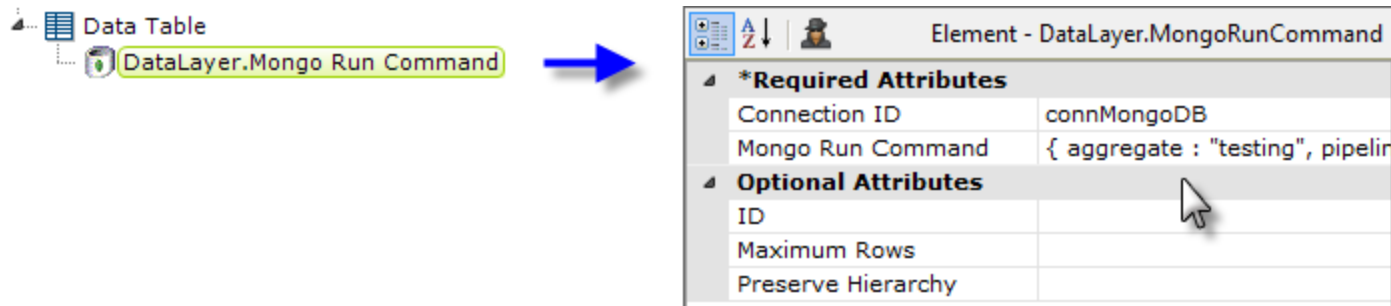 Data Table
DataLayer.Mongo Run Command
Element - DataLayer.MongoRunCommand
*Required Attributes
Connection ID connMongoDB
Mongo Run Command { aggregate : "testing", pipelin
Optional Attributes
ID
Maximum Rows
Preserve Hierarchy